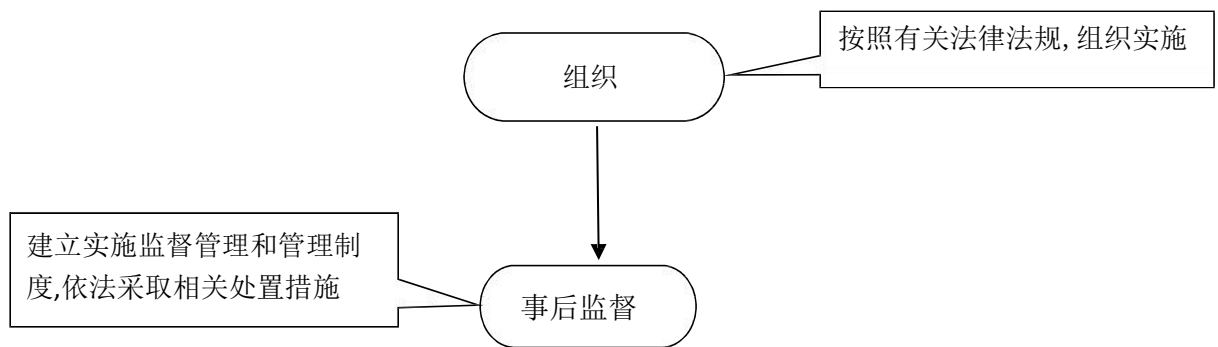 按照有关法律法规,组织实施
组织
建立实施监督管理和管理制
度,依法采取相关处置措施
事后监督